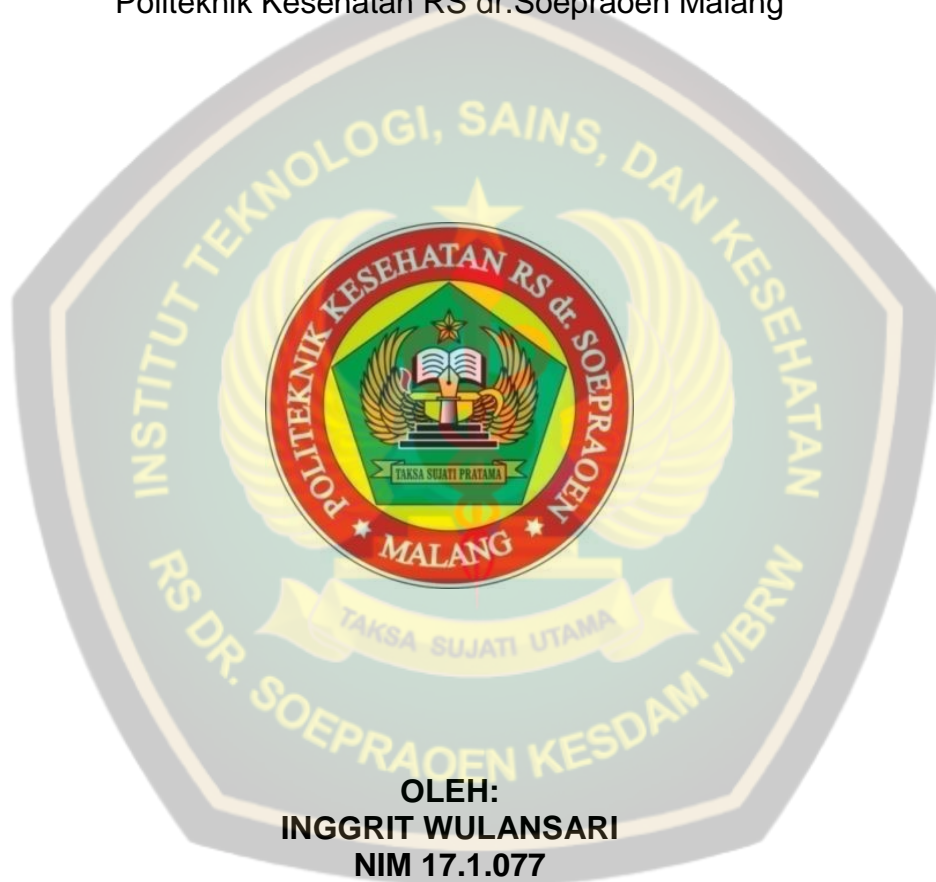 Politeknik Kesehatan RS dr.Soepraoen Malang
INSTITUT TEKNOLOGI, SAINS, DAN KESEHATAN
POLITEKNIK KESEHATAN RS dr. SOEPRAOEN
TAKSA SUJATI PRATAMA
MALANG
TAKSA SUJATI UTAMA
RS DR. SOEPRAOEN KESDAM V/BRW
OLEH:
INGGRIT WULANSARI
NIM 17.1.077